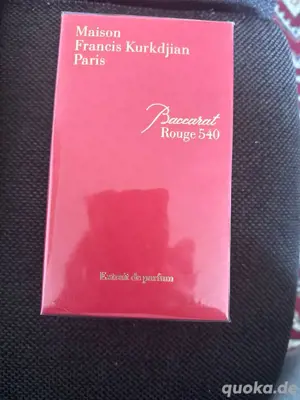 Maison
Francis Kurkdjian
Paris
Baccarat
Rouge 540
Extrait de parfum
quoka.de